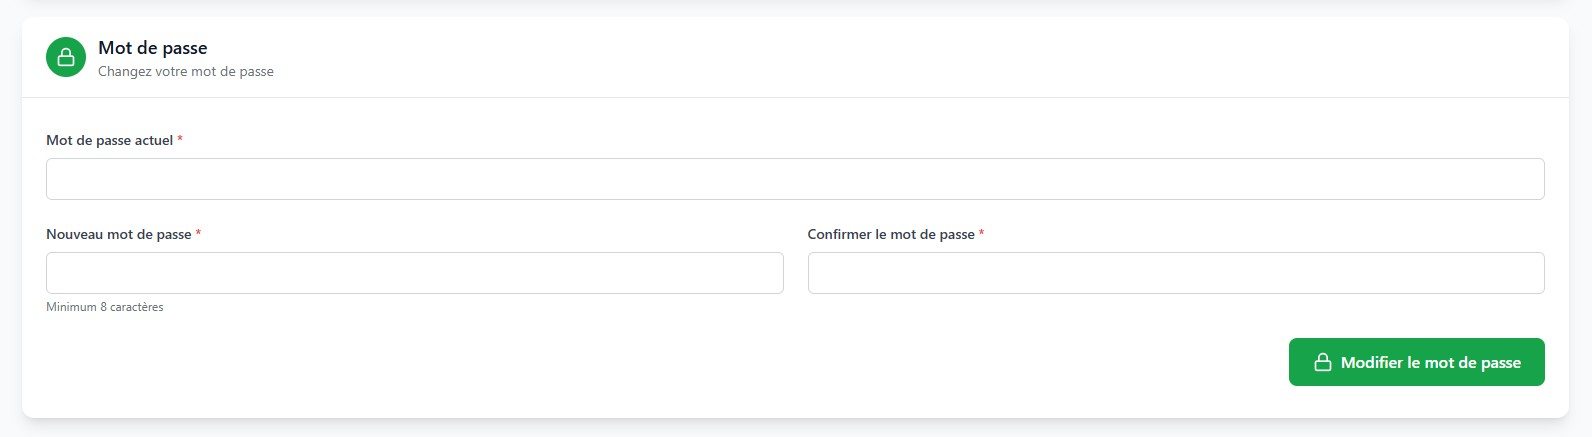 Mot de passe
Changez votre mot de passe
Mot de passe actuel *
Nouveau mot de passe *
Confirmer le mot de passe *
Minimum 8 caractères
Modifier le mot de passe